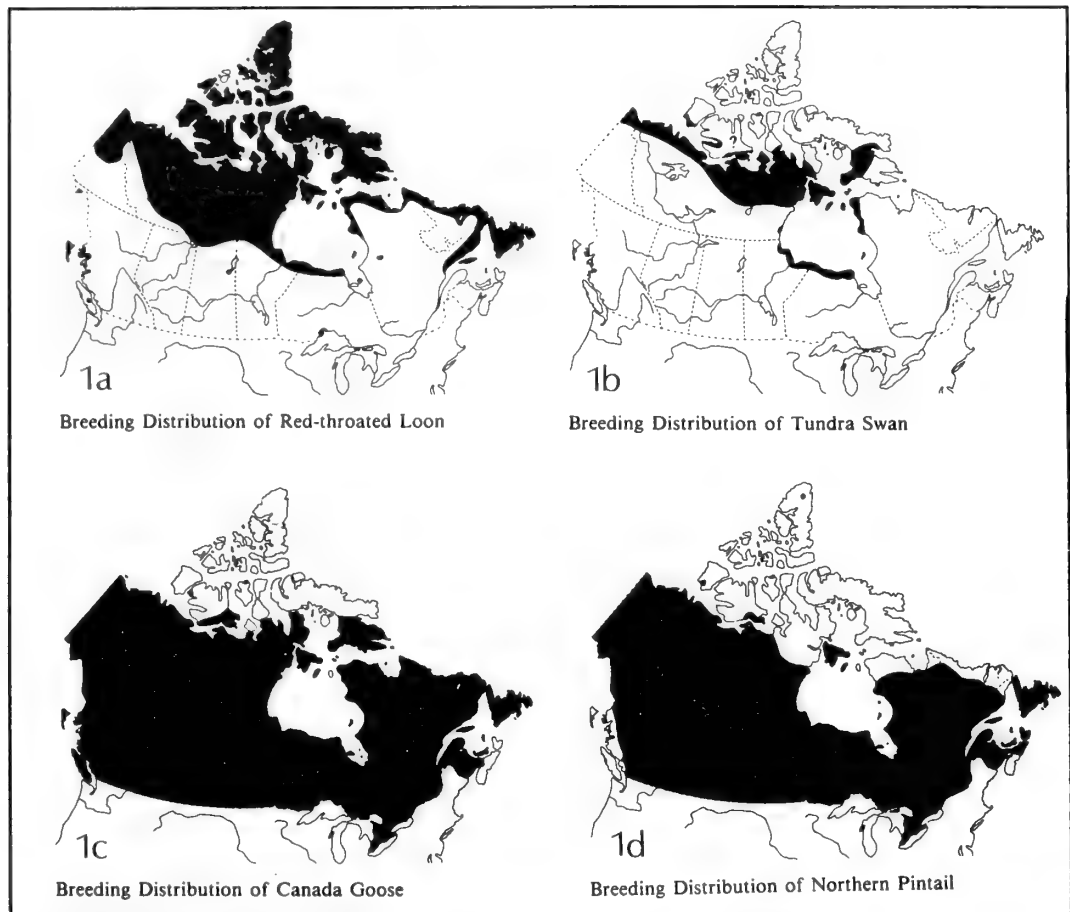 1a
Breeding Distribution of Red-throated Loon
1b
Breeding Distribution of Tundra Swan
1c
Breeding Distribution of Canada Goose
1d
Breeding Distribution of Northern Pintail